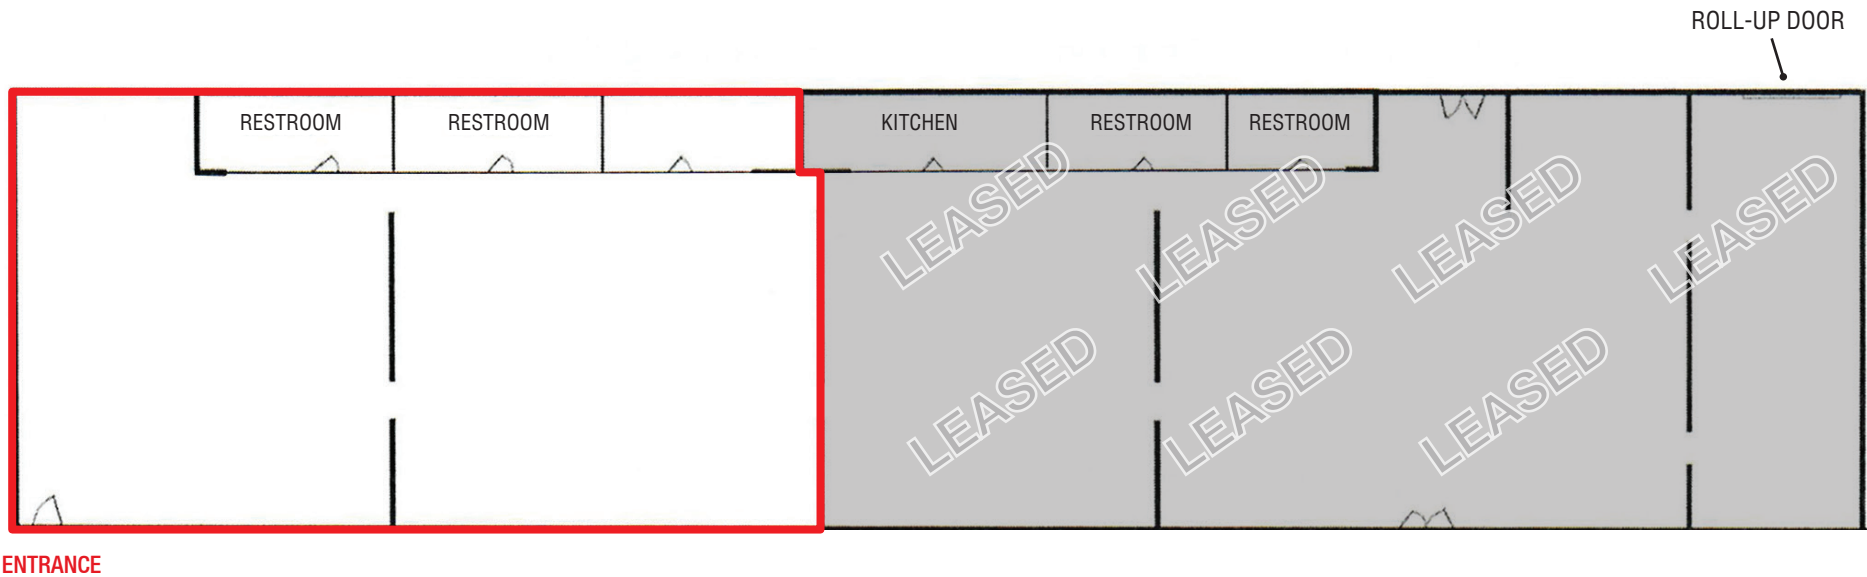 ROLL-UP DOOR
RESTROOM
RESTROOM
KITCHEN
RESTROOM
RESTROOM
LEASED
LEASED
LEASED
LEASED
LEASED
LEASED
LEASED
ENTRANCE